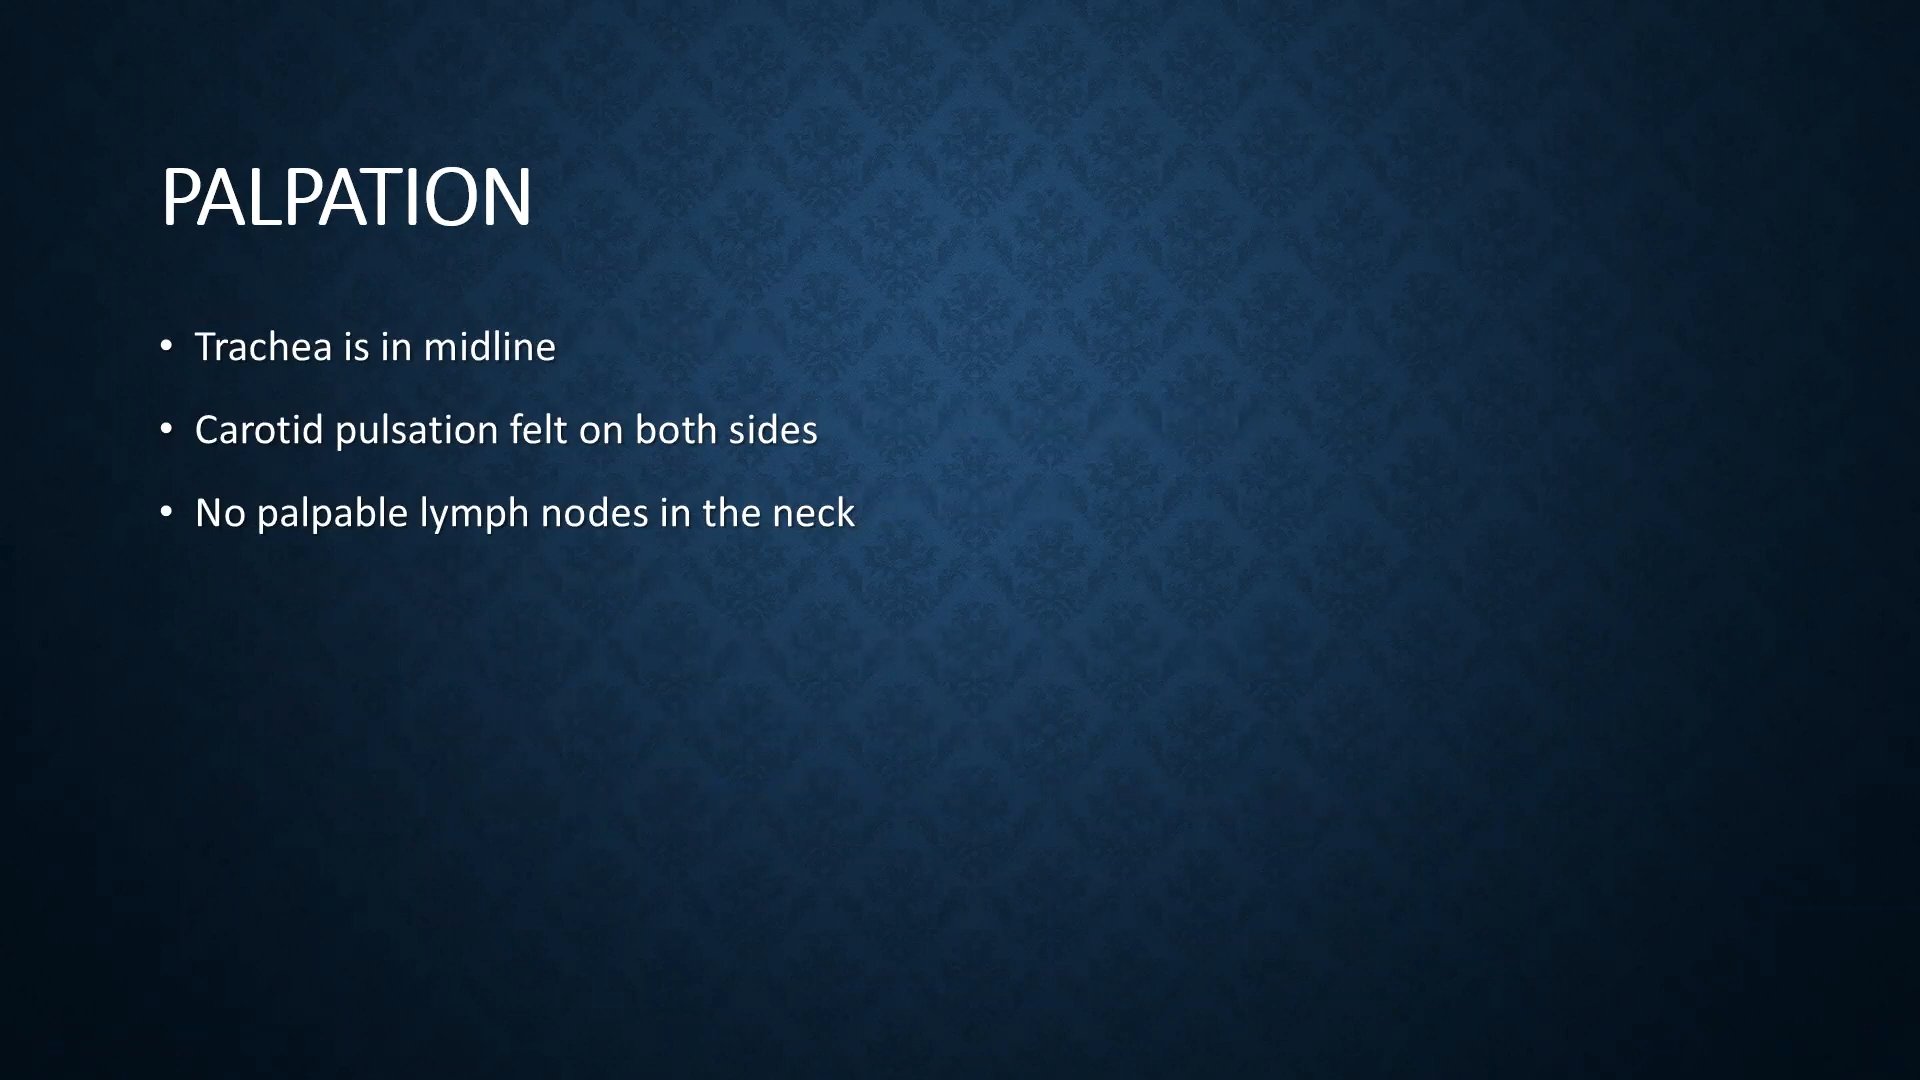 PALPATION
• Trachea is in midline
• Carotid pulsation felt on both sides
• No palpable lymph nodes in the neck